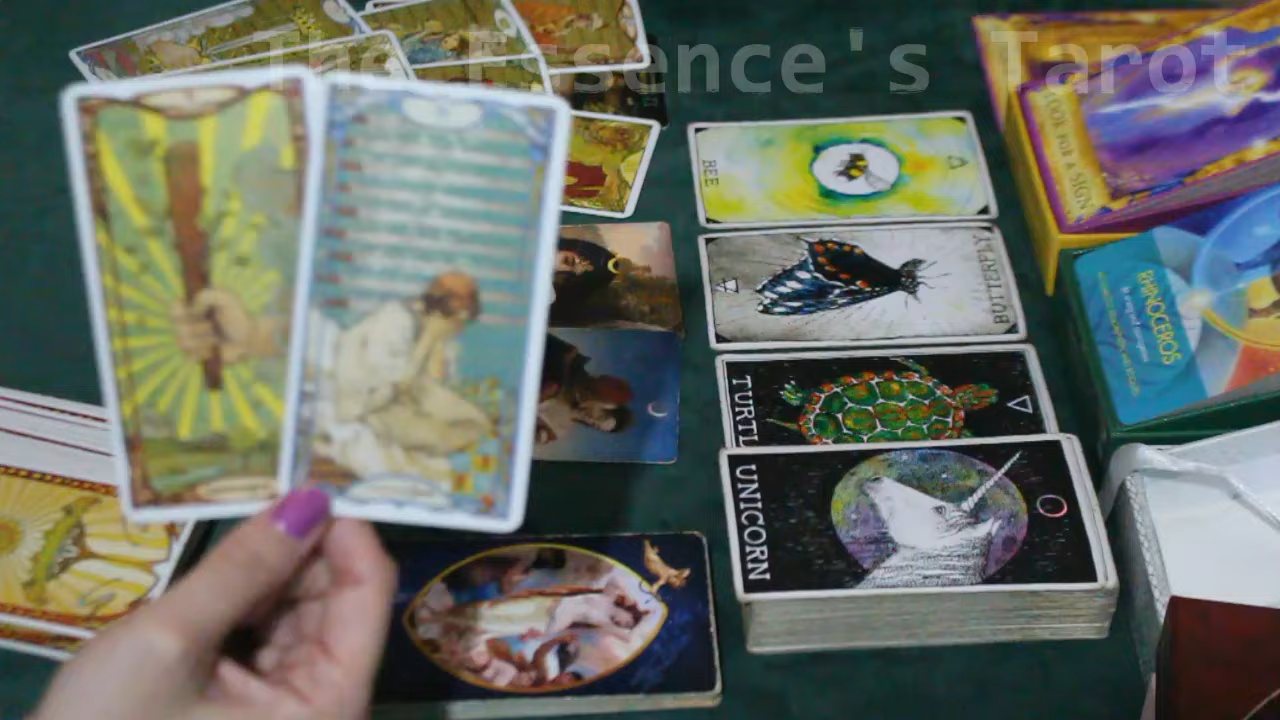 The Essence's Tarot
LOOK FOR A SIGN
BEE
BUTTERFLY
RHINOCEROS
TURTL
UNICORN